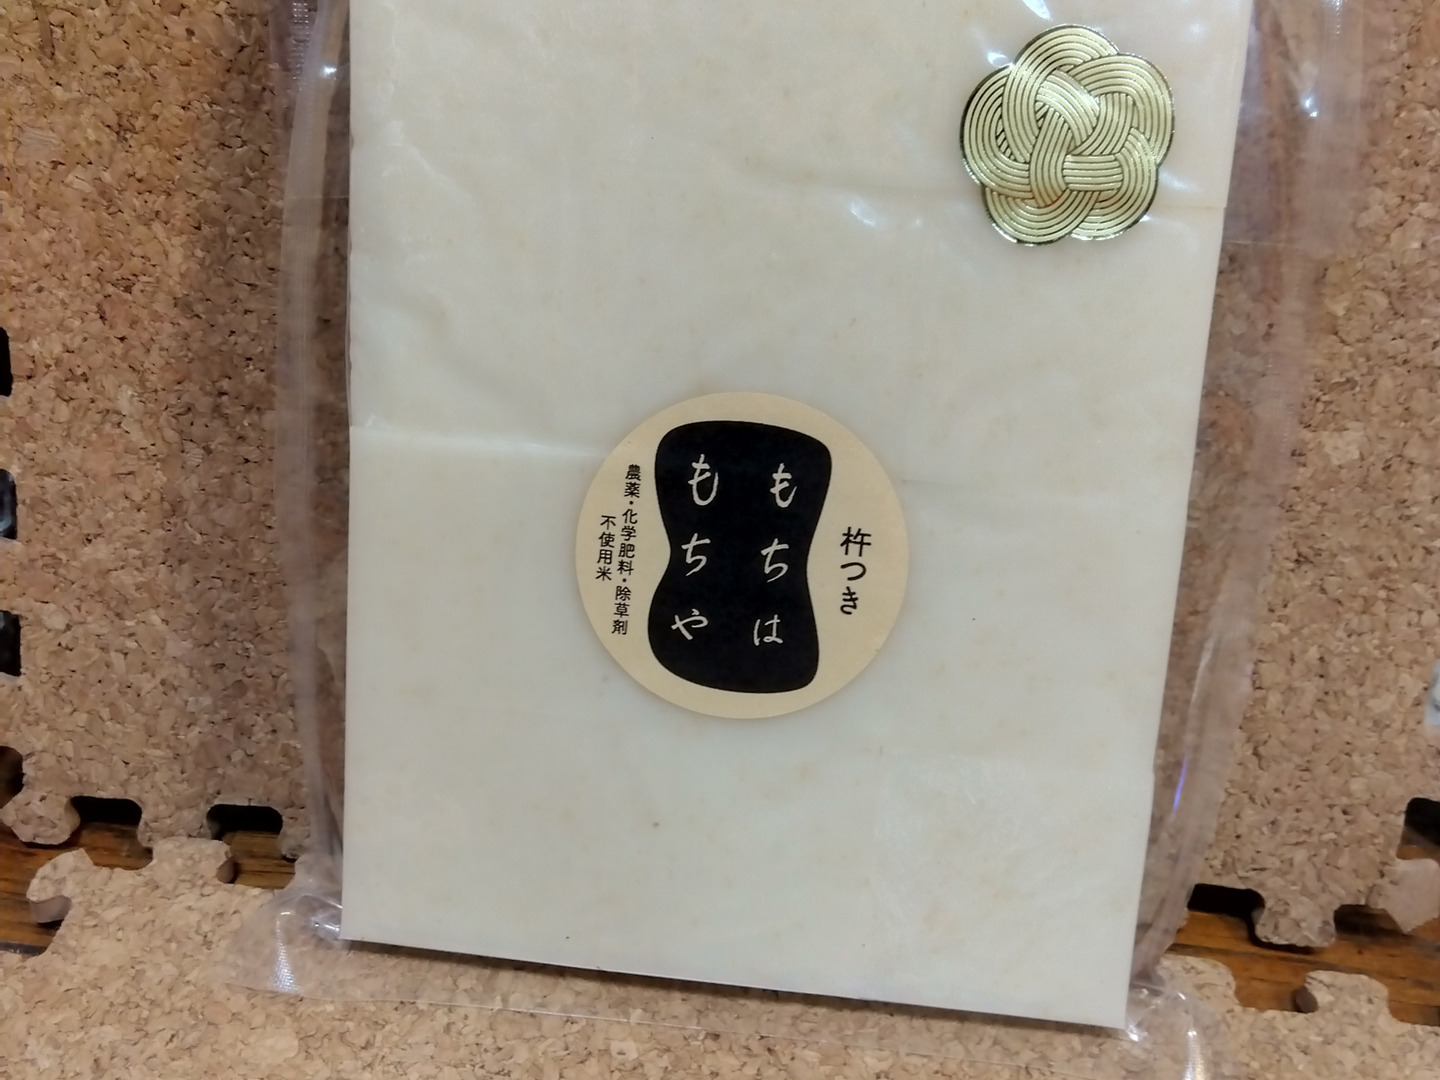 杵つき
もちは
もちや
農薬・化学肥料・除草剤
不使用米